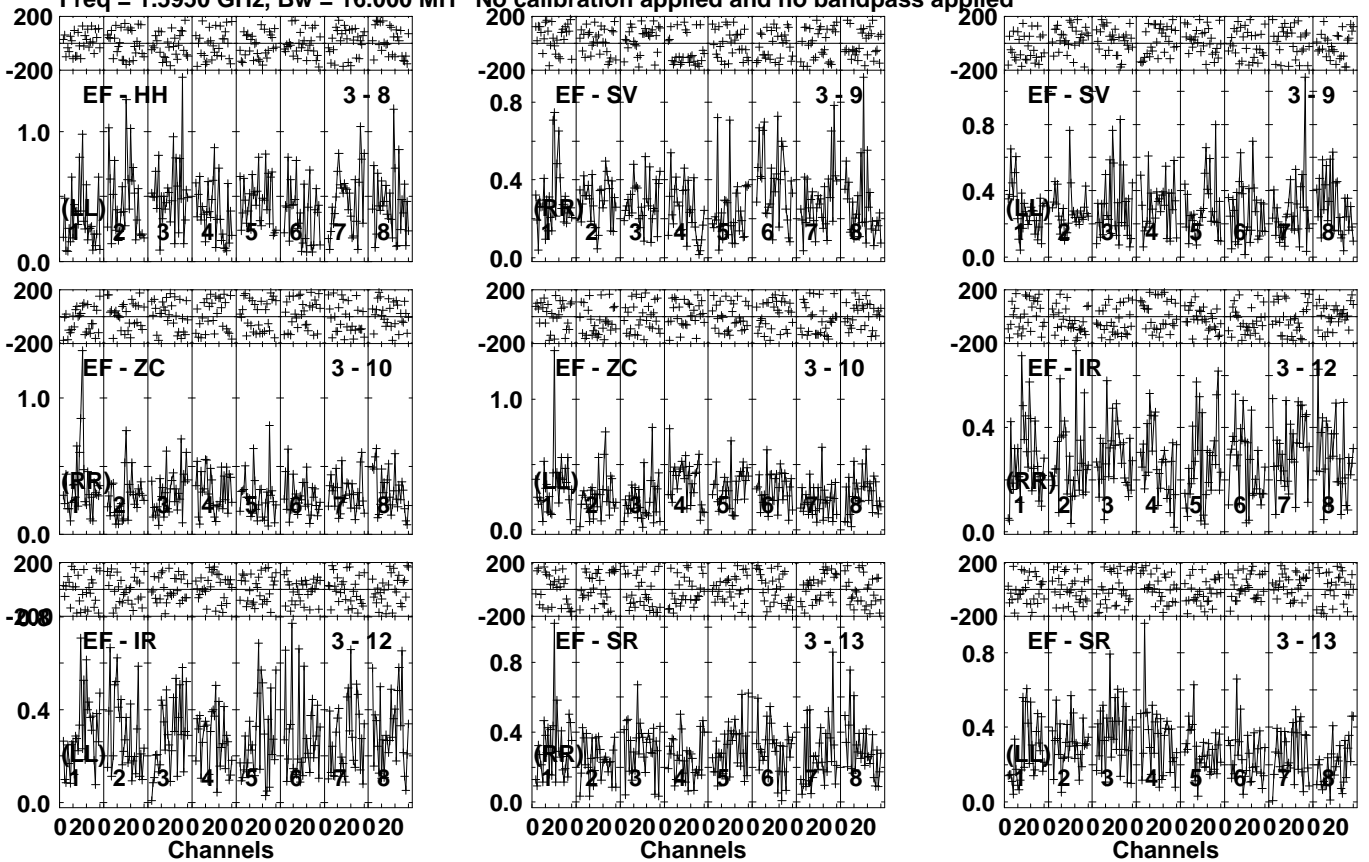 Freq = 1.5950 GHz, Bw = 16.000 MH No calibration applied and no bandpass applied
200 200 200
-200 -200 -200
EF - HH 3 - 8 EF - SV 3 - 9 EF - SV 3 - 9
1.0 0.8 0.8
0.4 0.4
(LL) (RR) (LL)
1 2 3 4 5 6 7 8 1 2 3 4 5 6 7 8 1 2 3 4 5 6 7 8
0.0 0.0 0.0
200 200 200
-200 -200 -200
EF - ZC 3 - 10 EF - ZC 3 - 10 EF - IR 3 - 12
1.0 1.0 0.4
(RR) (LL) (RR)
1 2 3 4 5 6 7 8 1 2 3 4 5 6 7 8 1 2 3 4 5 6 7 8
0.0 0.0 0.0
200 200 200
-200 0.8 -200 -200
EF - IR 3 - 12 EF - SR 3 - 13 EF - SR 3 - 13
0.8 0.8
0.4 0.4 0.4
(LL) (RR) (LL)
1 2 3 4 5 6 7 8 1 2 3 4 5 6 7 8 1 2 3 4 5 6 7 8
0.0 0.0 0.0
0 20 0 20 0 20 0 20 0 20 0 20 0 20 0 20 0 20 0 20 0 20 0 20 0 20 0 20 0 20 0 20 0 20 0 20 0 20 0 20 0 20 0 20 0 20 0 20
Channels Channels Channels